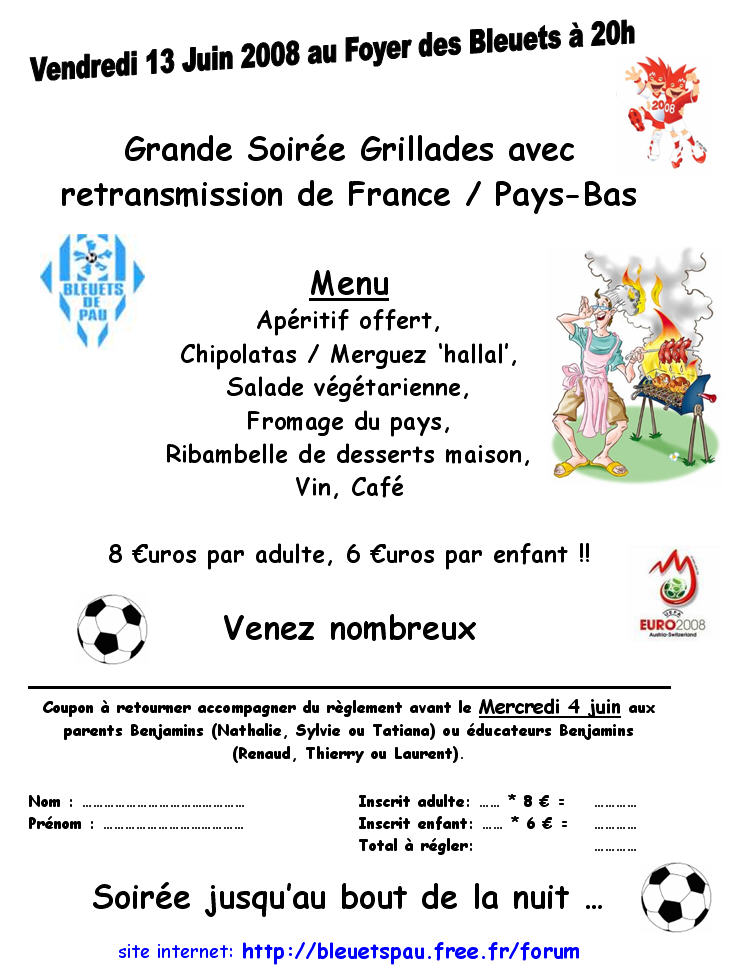 Vendredi 13 Juin 2008 au Foyer des Bleuets à 20h
2008
Grande Soirée Grillades avec
retransmission de France / Pays-Bas
BLEUETS
DE
PAU
Menu
Apéritif offert,
Chipolatas / Merguez ‘hallal’,
Salade végétarienne,
Fromage du pays,
Ribambelle de desserts maison,
Vin, Café
8 €uros par adulte, 6 €uros par enfant !!
UEFA
EURO2008
Austria-Switzerland
Venez nombreux
Coupon à retourner accompagner du règlement avant le Mercredi 4 juin aux
parents Benjamins (Nathalie, Sylvie ou Tatiana) ou éducateurs Benjamins
(Renaud, Thierry ou Laurent).
Nom : ……………………………………… Inscrit adulte: …… * 8 € = …………
Prénom : ………………………………… Inscrit enfant: …… * 6 € = …………
Total à régler: …………
Soirée jusqu’au bout de la nuit …
site internet: http://bleuetspau.free.fr/forum